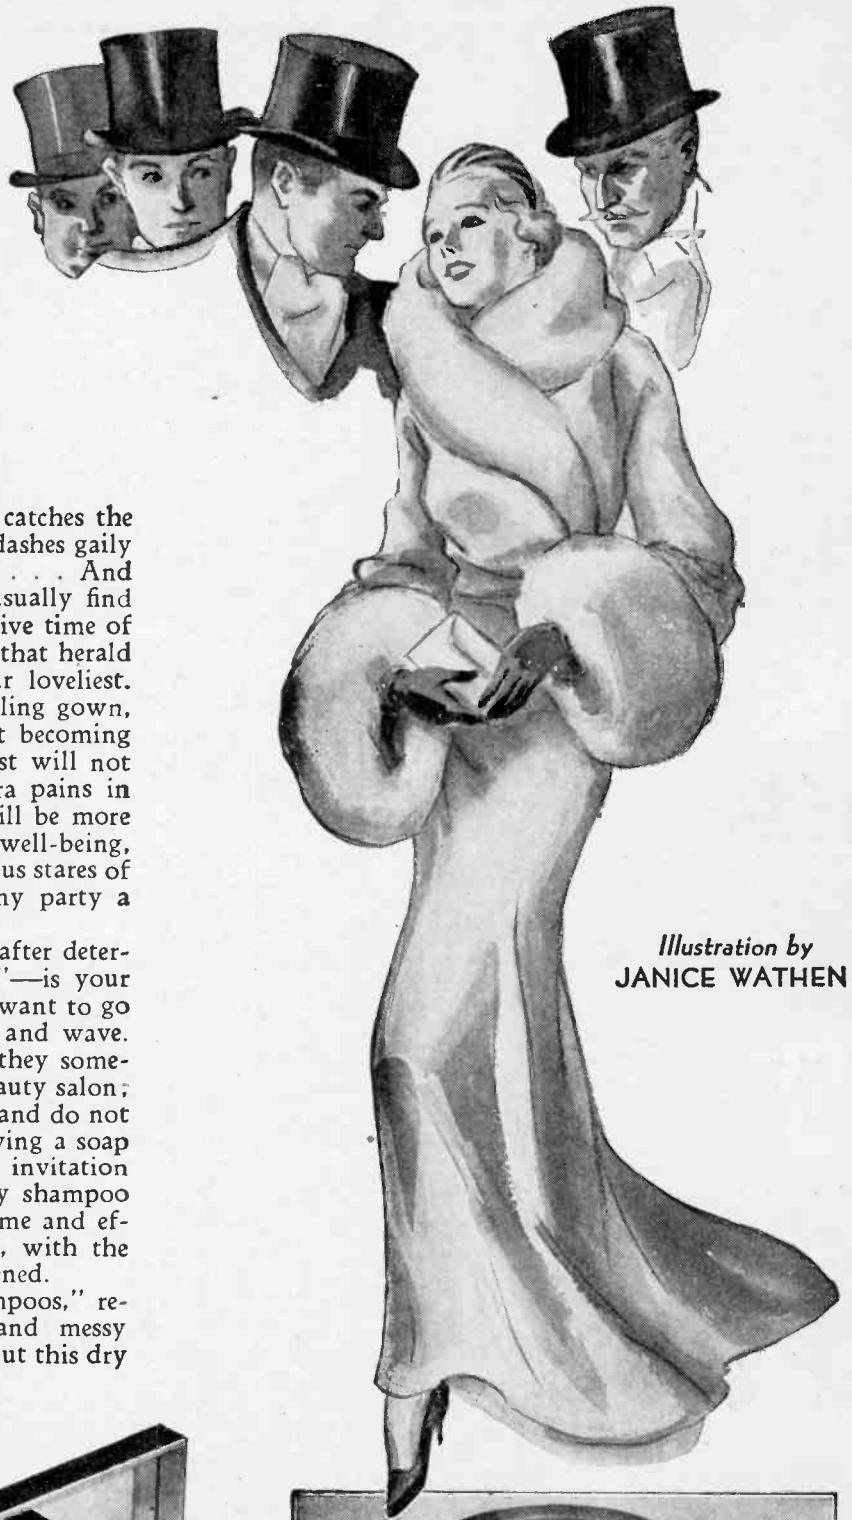 catches the
dashes gaily
. . . And
usually find
ive time of
that herald
r loveliest.
ling gown,
t becoming
st will not
ra pains in
ill be more
well-being,
us stares of
ny party a
after deter-
"—is your
want to go
and wave.
they some-
auty salon;
and do not
ving a soap
invitation
y shampoo
me and ef-
, with the
ned.
npoos," re-
and messy
ut this dry
Illustration by
JANICE WATHEN